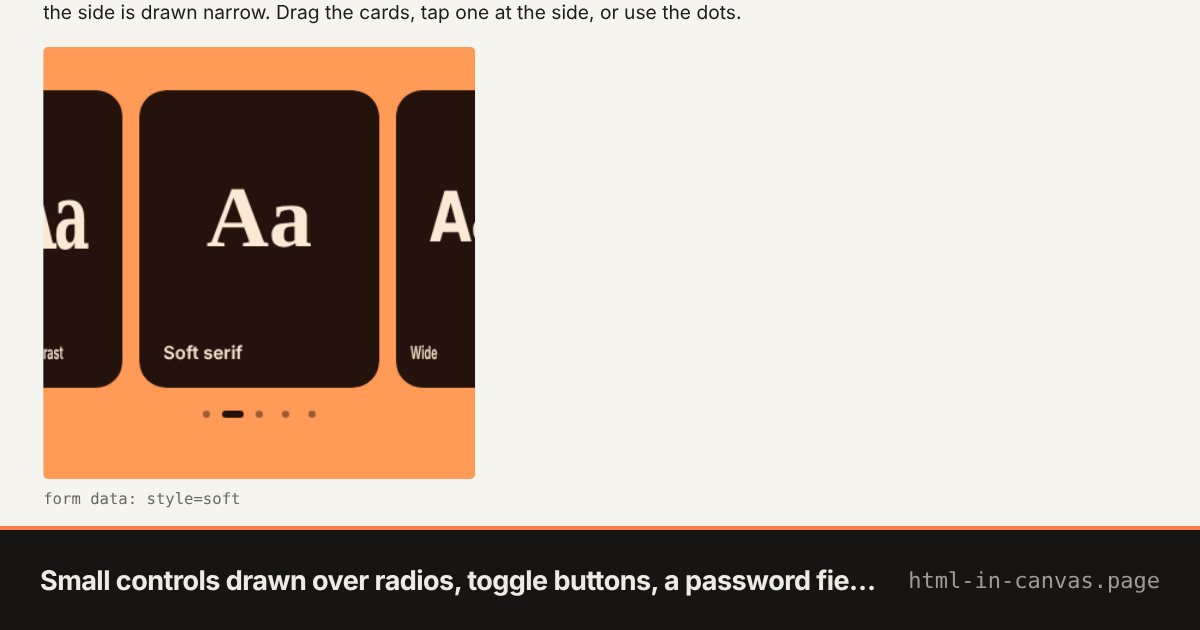 the side is drawn narrow. Drag the cards, tap one at the side, or use the dots.
Aa Aa A
rast Soft serif Wide
form data: style=soft
Small controls drawn over radios, toggle buttons, a password fie…
html-in-canvas.page